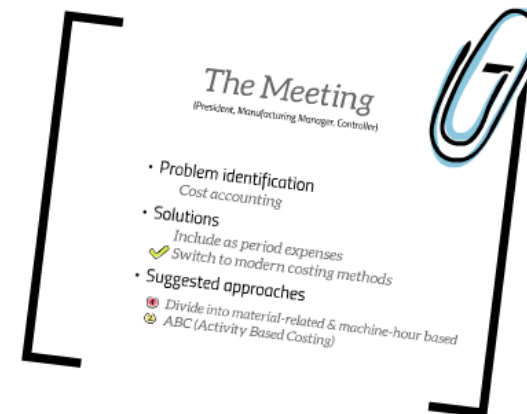 The Meeting
(President, Manufacturing Manager, Controller)
• Problem identification
Cost accounting
• Solutions
Include as period expenses
Switch to modern costing methods
• Suggested approaches
Divide into material-related & machine-hour based
ABC (Activity Based Costing)